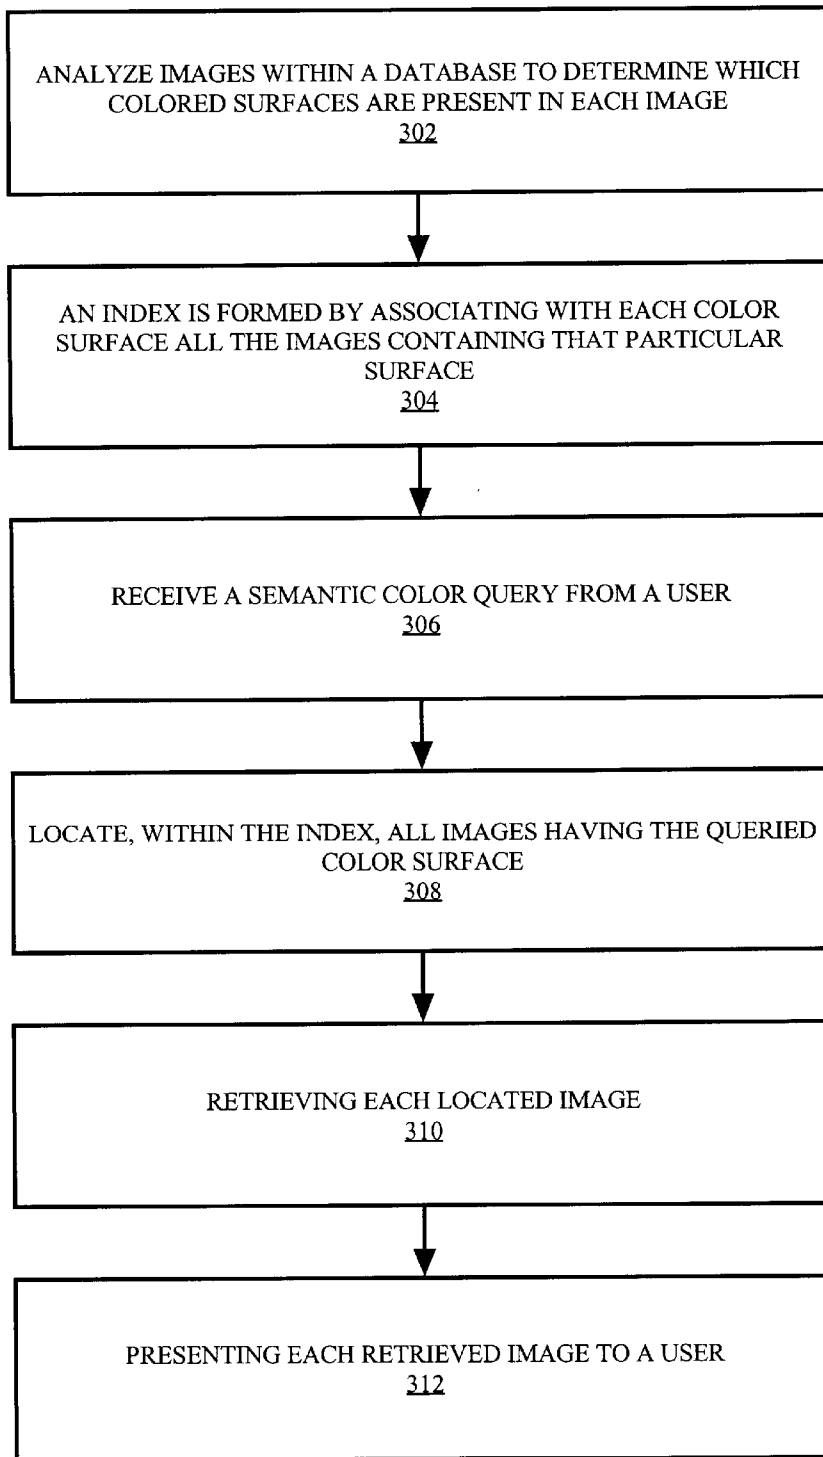 ANALYZE IMAGES WITHIN A DATABASE TO DETERMINE WHICH
COLORED SURFACES ARE PRESENT IN EACH IMAGE
302
AN INDEX IS FORMED BY ASSOCIATING WITH EACH COLOR
SURFACE ALL THE IMAGES CONTAINING THAT PARTICULAR
SURFACE
304
RECEIVE A SEMANTIC COLOR QUERY FROM A USER
306
LOCATE, WITHIN THE INDEX, ALL IMAGES HAVING THE QUERIED
COLOR SURFACE
308
RETRIEVING EACH LOCATED IMAGE
310
PRESENTING EACH RETRIEVED IMAGE TO A USER
312